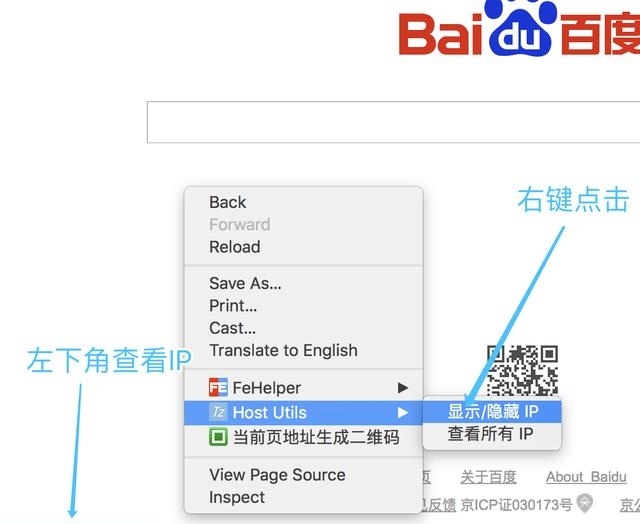 Bai du 百度
右键点击
Back
Forward
Reload
Save As...
Print...
Cast...
Translate to English
左下角查看IP
FE FeHelper
Tz Host Utils
显示/隐藏 IP
当前页地址生成二维码
查看所有 IP
View Page Source
页 关于百度 About Baidu
Inspect
反馈 京ICP证030173号 京公